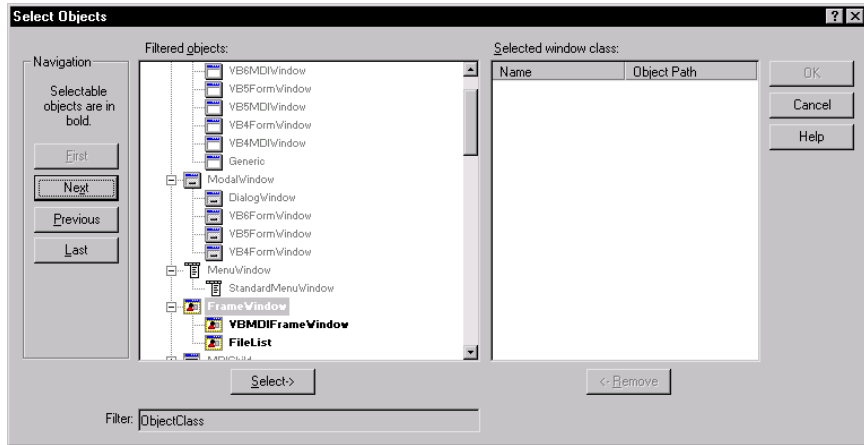 Select Objects
Navigation
Selectable
objects are in
bold.
First
Next
Previous
Last
Filtered objects:
VB6MDIWindow
VB5FormWindow
VB5MDIWindow
VB4FormWindow
VB4MDIWindow
Generic
ModalWindow
DialogWindow
VB6FormWindow
VB5FormWindow
VB4FormWindow
MenuWindow
StandardMenuWindow
FrameWindow
VBMDIFrameWindow
FileList
MDIChild
Select->
Selected window class:
Name Object Path
<- Remove
OK
Cancel
Help
Filter: ObjectClass